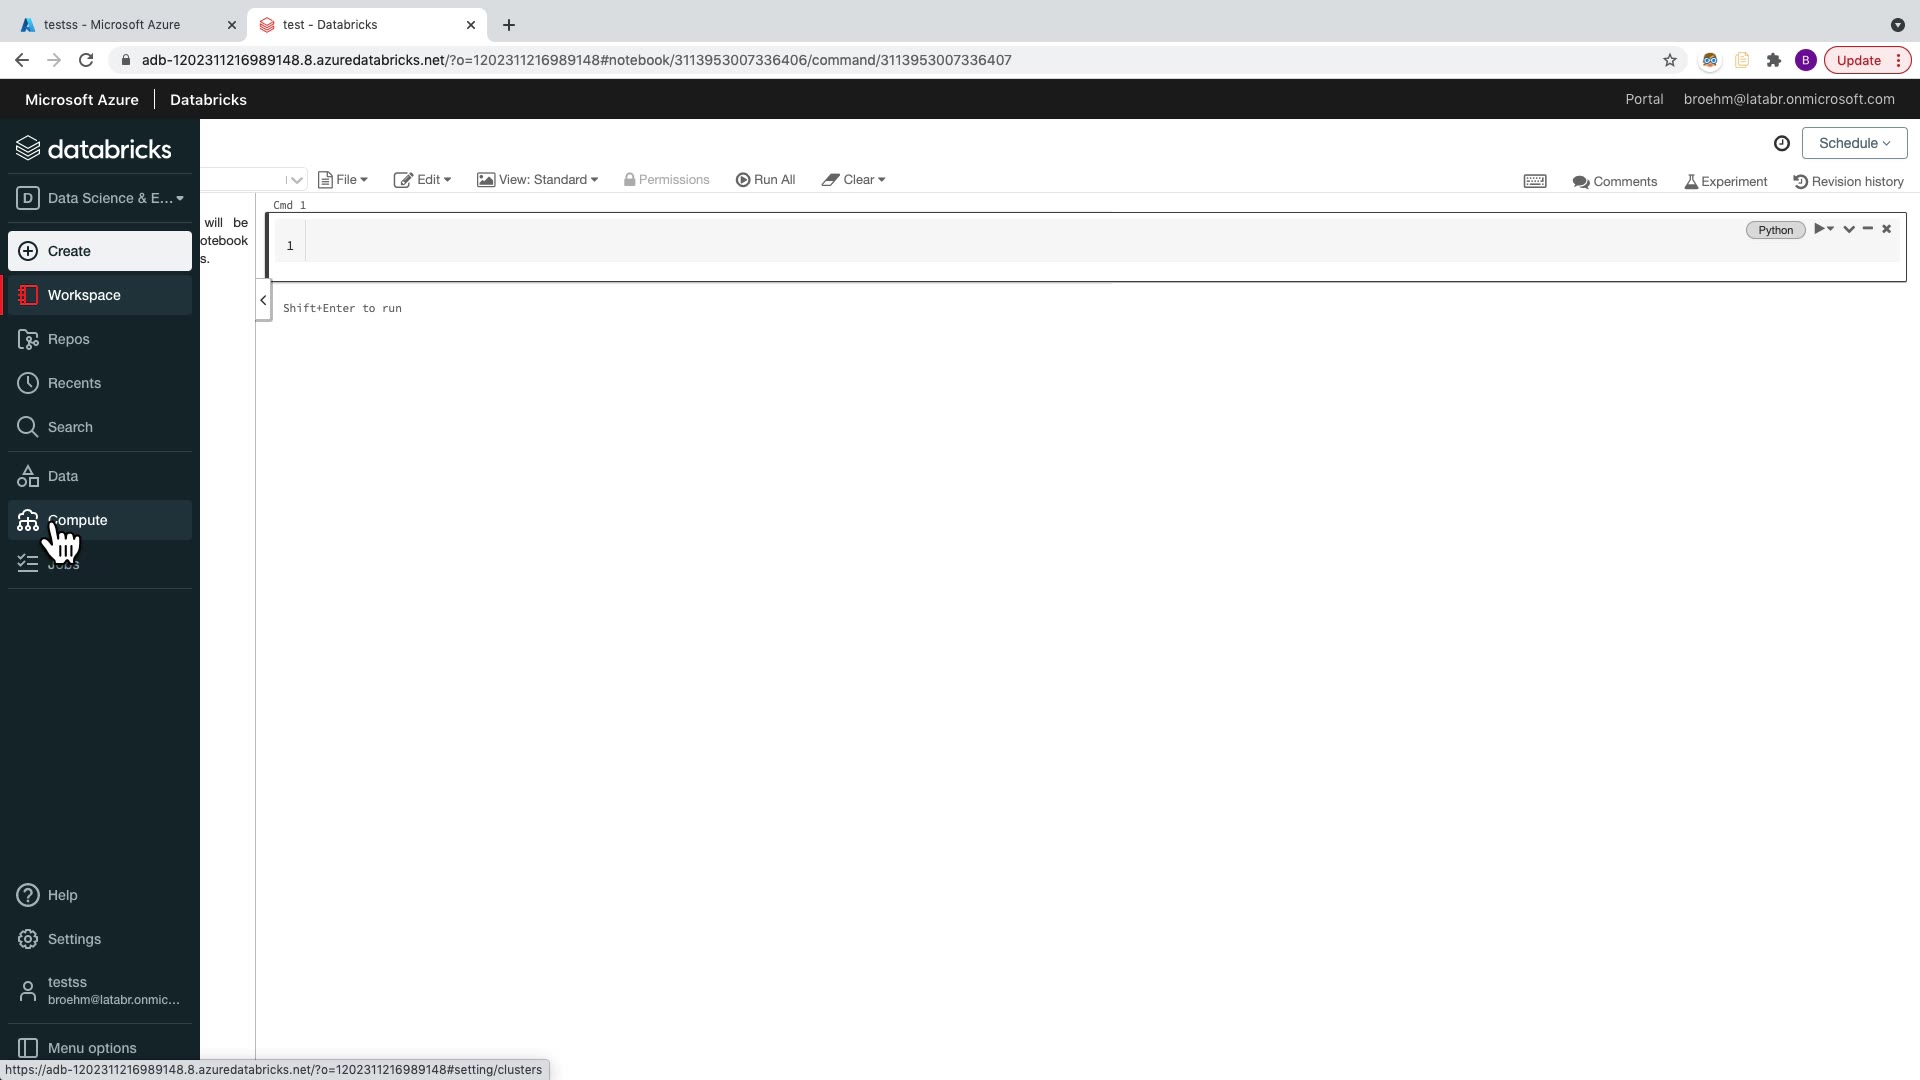 testss - Microsoft Azure
test - Databricks
adb-1202311216989148.8.azuredatabricks.net/?o=1202311216989148#notebook/3113953007336406/command/3113953007336407
B
Update
Microsoft Azure
Databricks
Portal
broehm@latabr.onmicrosoft.com
databricks
Schedule
D
Data Science & E...
File
Edit
View: Standard
Permissions
Run All
Clear
Comments
Experiment
Revision history
will be
otebook
s.
Cmd 1
1
Python
Shift+Enter to run
Create
Workspace
Repos
Recents
Search
Data
Compute
Jobs
Help
Settings
testss
broehm@latabr.onmic...
Menu options
https://adb-1202311216989148.8.azuredatabricks.net/?o=1202311216989148#setting/clusters